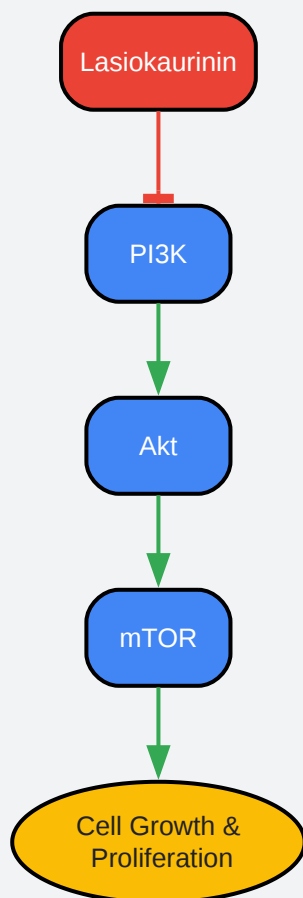 Lasiokaurinin
PI3K
Akt
mTOR
Cell Growth &
Proliferation